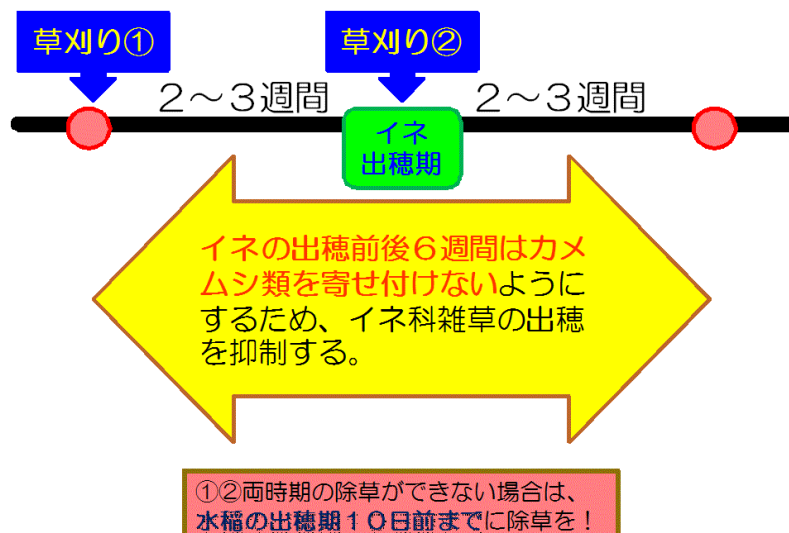 草刈り①
草刈り②
2～3週間
2～3週間
イネ
出穂期
イネの出穂前後6週間はカメ
ムシ類を寄せ付けないように
するため、イネ科雑草の出穂
を抑制する。
①②両時期の除草ができない場合は、
水稲の出穂期10日前までに除草を！